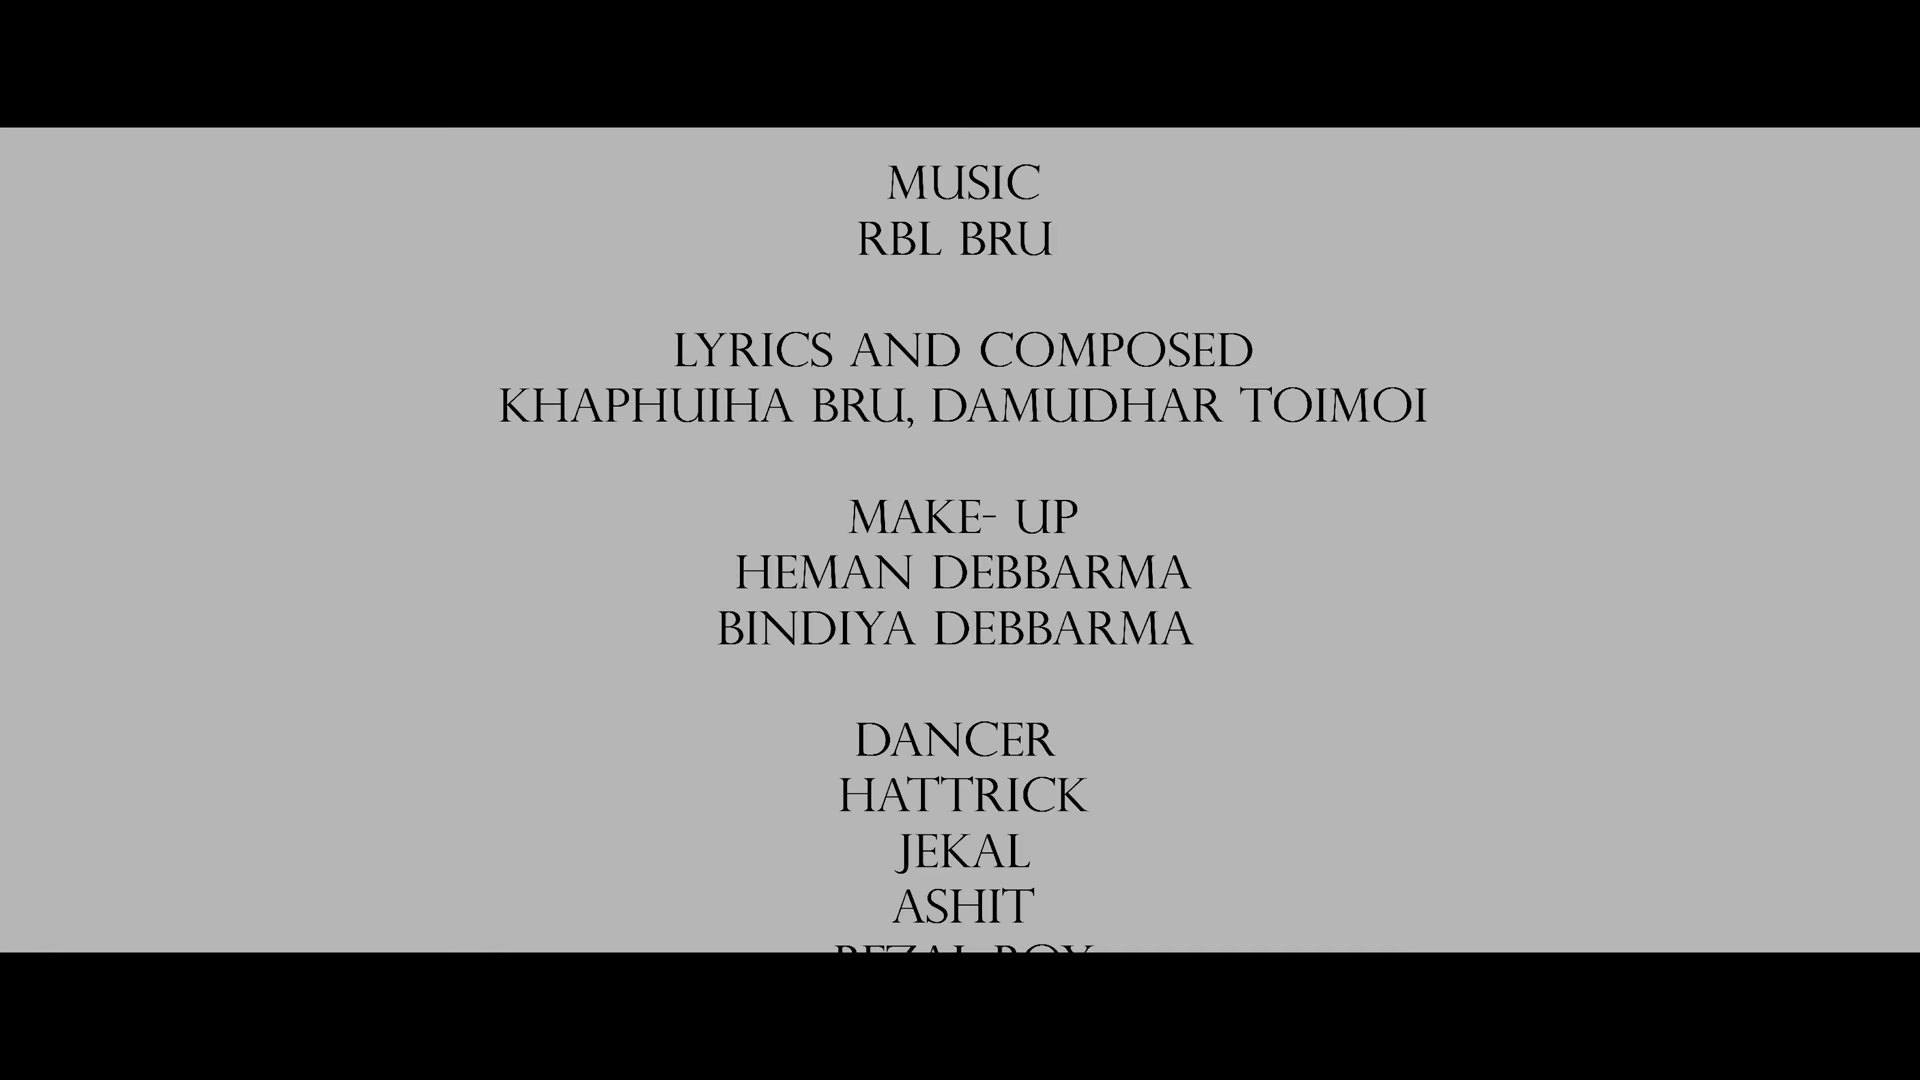 MUSIC
RBL BRU
LYRICS AND COMPOSED
KHAPHUIHA BRU, DAMUDHAR TOIMOI
MAKE- UP
HEMAN DEBBARMA
BINDIYA DEBBARMA
DANCER
HATTRICK
JEKAL
ASHIT